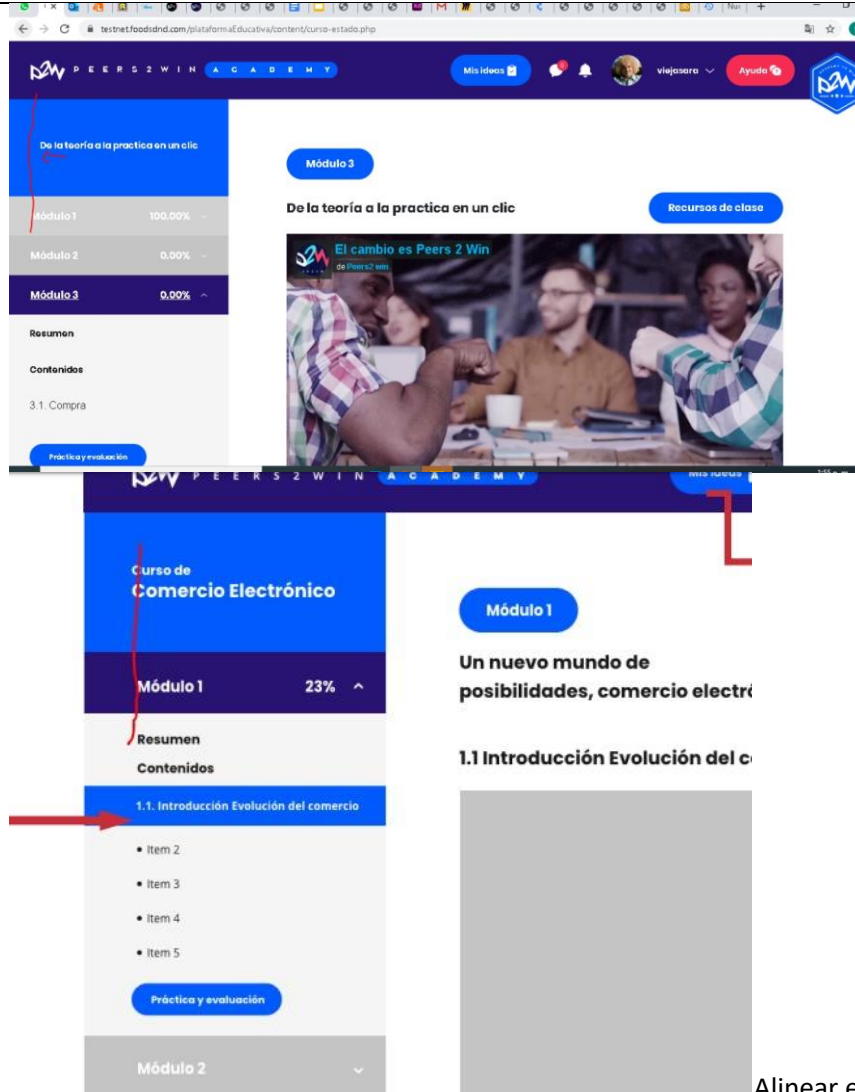 testnet.foodsdnd.com/plataformaEducativa/content/curso-estado.php
P2W PEERS2WIN ACADEMY
Mis ideas
viejasara
Ayuda
P2W
De la teoría a la practica en un clic
Módulo 1 100.00%
Módulo 2 0.00%
Módulo 3 0.00%
Resumen
Contenidos
3.1. Compra
Práctica y evaluación
Módulo 3
De la teoría a la practica en un clic
Recursos de clase
El cambio es Peers 2 Win
de Peers2 win
P2W PEERS2WIN ACADEMY
Mis ideas
Curso de
Comercio Electrónico
Módulo 1 23%
Resumen
Contenidos
1.1. Introducción Evolución del comercio
• Item 2
• Item 3
• Item 4
• Item 5
Práctica y evaluación
Módulo 2
Módulo 1
Un nuevo mundo de
posibilidades, comercio electró
1.1 Introducción Evolución del co
Alinear e